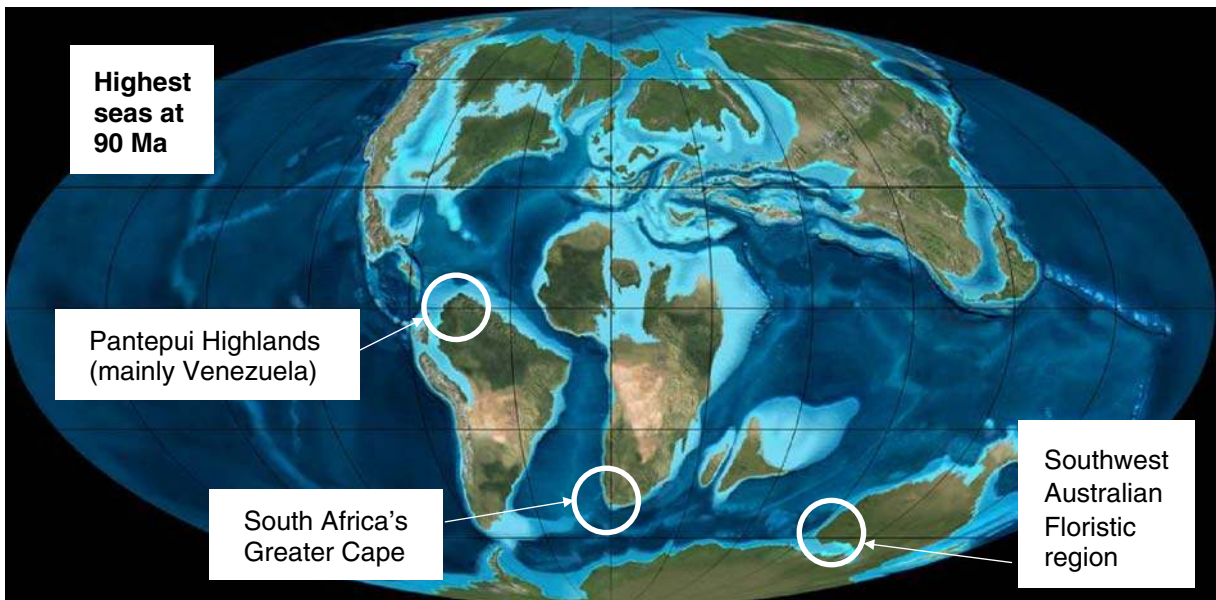 Highest
seas at
90 Ma
Pantepui Highlands
(mainly Venezuela)
South Africa’s
Greater Cape
Southwest
Australian
Floristic
region